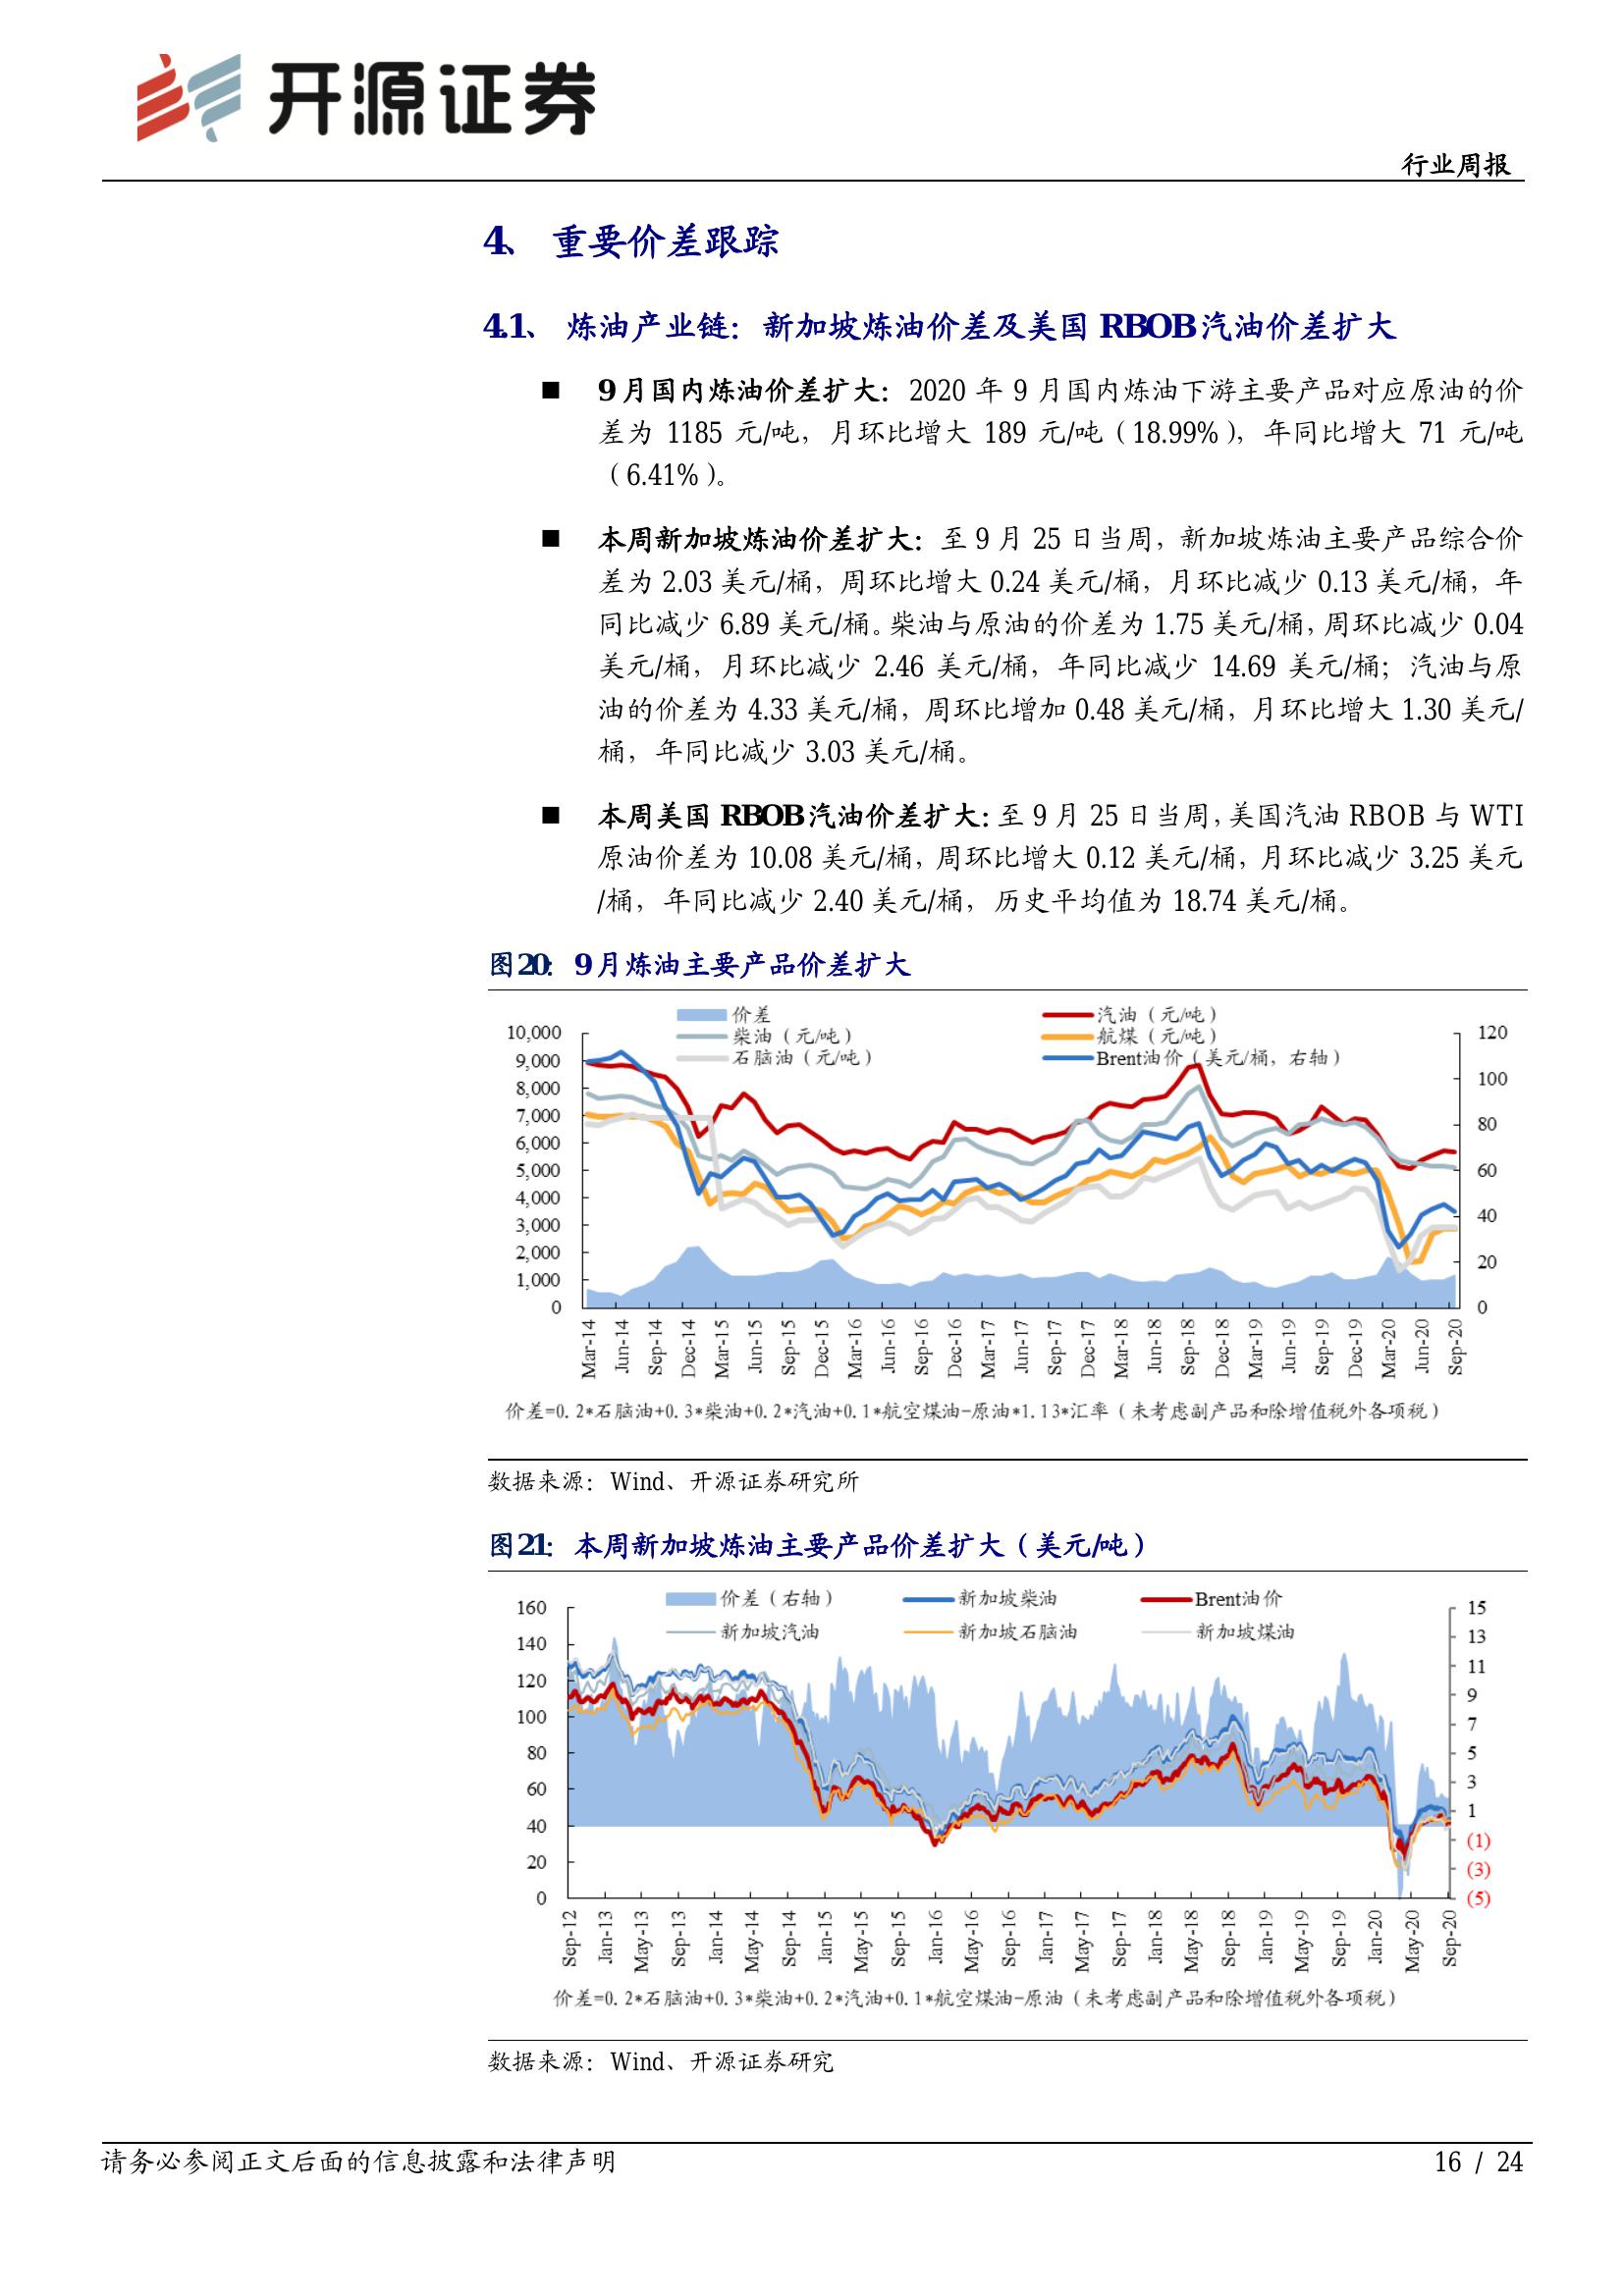 开源证券
行业周报
4、 重要价差跟踪
4.1、 炼油产业链：新加坡炼油价差及美国 RBOB 汽油价差扩大
■ 9 月国内炼油价差扩大：2020 年 9 月国内炼油下游主要产品对应原油的价
差为 1185 元/吨，月环比增大 189 元/吨（18.99%），年同比增大 71 元/吨
（6.41%）。
■ 本周新加坡炼油价差扩大：至 9 月 25 日当周，新加坡炼油主要产品综合价
差为 2.03 美元/桶，周环比增大 0.24 美元/桶，月环比减少 0.13 美元/桶，年
同比减少 6.89 美元/桶。柴油与原油的价差为 1.75 美元/桶，周环比减少 0.04
美元/桶，月环比减少 2.46 美元/桶，年同比减少 14.69 美元/桶；汽油与原
油的价差为 4.33 美元/桶，周环比增加 0.48 美元/桶，月环比增大 1.30 美元/
桶，年同比减少 3.03 美元/桶。
■ 本周美国 RBOB 汽油价差扩大：至 9 月 25 日当周，美国汽油 RBOB 与 WTI
原油价差为 10.08 美元/桶，周环比增大 0.12 美元/桶，月环比减少 3.25 美元
/桶，年同比减少 2.40 美元/桶，历史平均值为 18.74 美元/桶。
图20：9 月炼油主要产品价差扩大
价差 汽油（元/吨）
柴油（元/吨） 航煤（元/吨）
石脑油（元/吨） Brent油价（美元/桶，右轴）
10,000 120
9,000 100
8,000
7,000 80
6,000
5,000 60
4,000
3,000 40
2,000 20
1,000
0 0
Mar-14 Jun-14 Sep-14 Dec-14 Mar-15 Jun-15 Sep-15 Dec-15 Mar-16 Jun-16 Sep-16 Dec-16 Mar-17 Jun-17 Sep-17 Dec-17 Mar-18 Jun-18 Sep-18 Dec-18 Mar-19 Jun-19 Sep-19 Dec-19 Mar-20 Jun-20 Sep-20
价差=0.2*石脑油+0.3*柴油+0.2*汽油+0.1*航空煤油-原油*1.13*汇率（未考虑副产品和除增值税外各项税）
数据来源：Wind、开源证券研究所
图21：本周新加坡炼油主要产品价差扩大（美元/吨）
价差（右轴） 新加坡柴油 Brent油价
新加坡汽油 新加坡石脑油 新加坡煤油
160 15
140 13
120 11
100 9
80 7
60 5
40 3
20 1
0 (1)
(3)
(5)
Sep-12 Jan-13 May-13 Sep-13 Jan-14 May-14 Sep-14 Jan-15 May-15 Sep-15 Jan-16 May-16 Sep-16 Jan-17 May-17 Sep-17 Jan-18 May-18 Sep-18 Jan-19 May-19 Sep-19 Jan-20 May-20 Sep-20
价差=0.2*石脑油+0.3*柴油+0.2*汽油+0.1*航空煤油-原油（未考虑副产品和除增值税外各项税）
数据来源：Wind、开源证券研究
请务必参阅正文后面的信息披露和法律声明
16 / 24